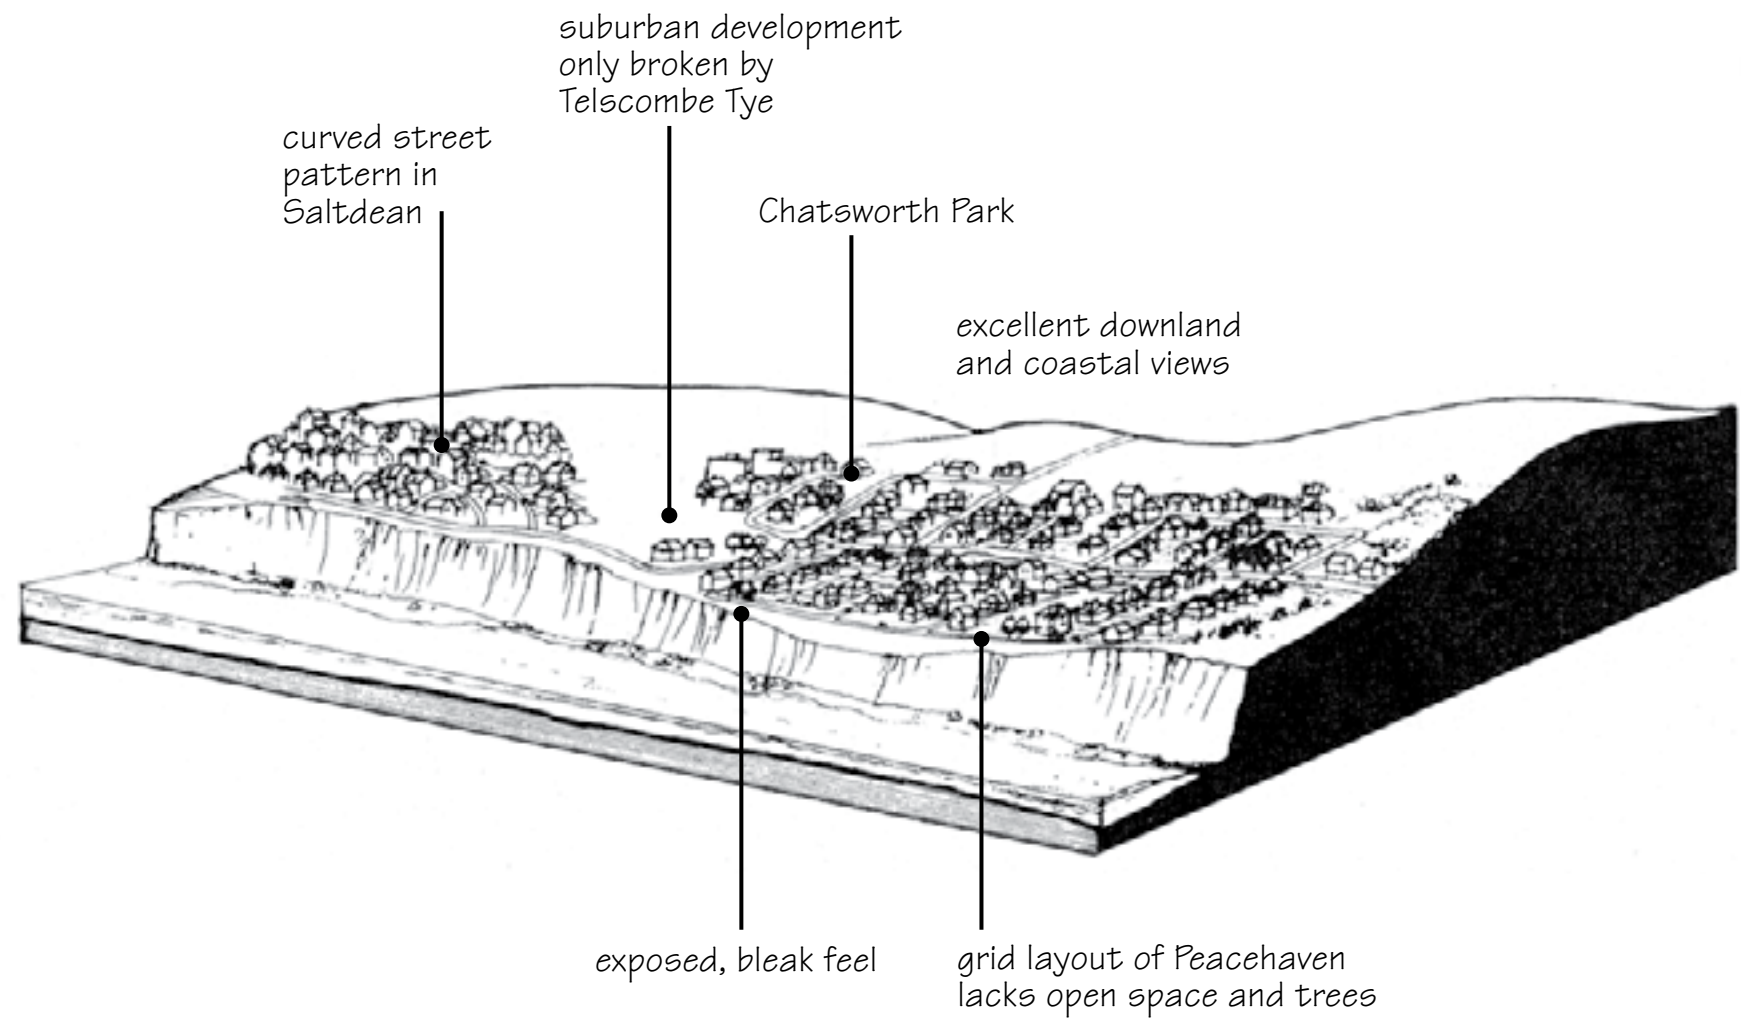 suburban development
only broken by
Telscombe Tye
curved street
pattern in
Saltdean
Chatsworth Park
excellent downland
and coastal views
exposed, bleak feel
grid layout of Peacehaven
lacks open space and trees